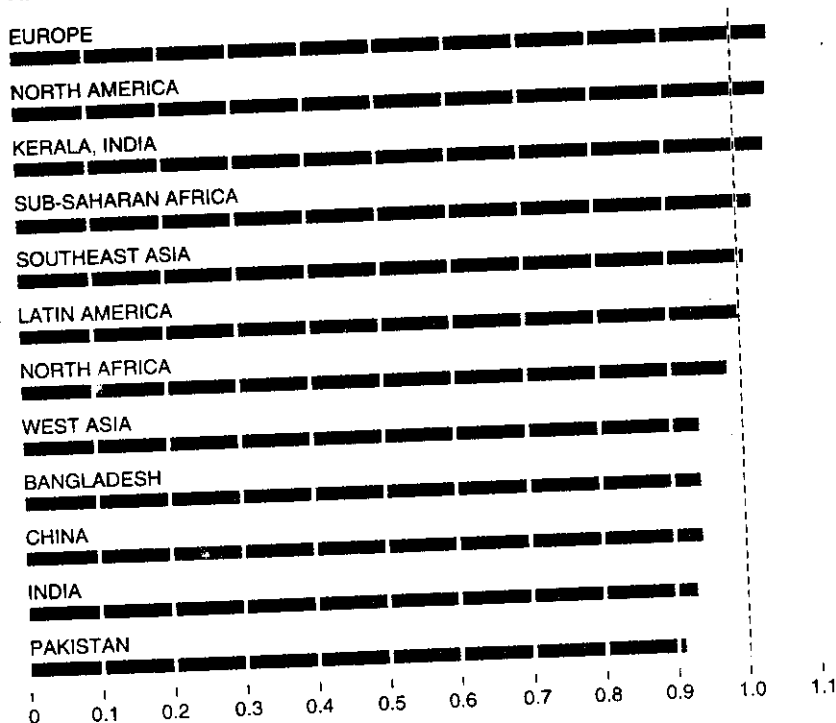 EUROPE
NORTH AMERICA
KERALA, INDIA
SUB-SAHARAN AFRICA
SOUTHEAST ASIA
LATIN AMERICA
NORTH AFRICA
WEST ASIA
BANGLADESH
CHINA
INDIA
PAKISTAN
0 0.1 0.2 0.3 0.4 0.5 0.6 0.7 0.8 0.9 1.0 1.1